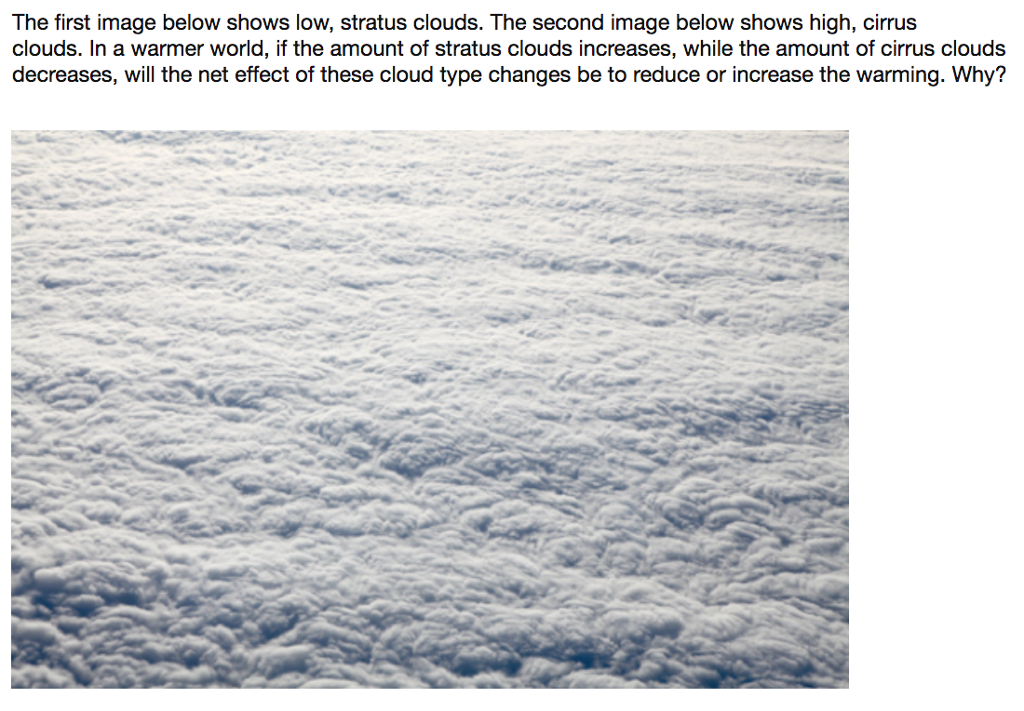 The first image below shows low, stratus clouds. The second image below shows high, cirrus
clouds. In a warmer world, if the amount of stratus clouds increases, while the amount of cirrus clouds
decreases, will the net effect of these cloud type changes be to reduce or increase the warming. Why?